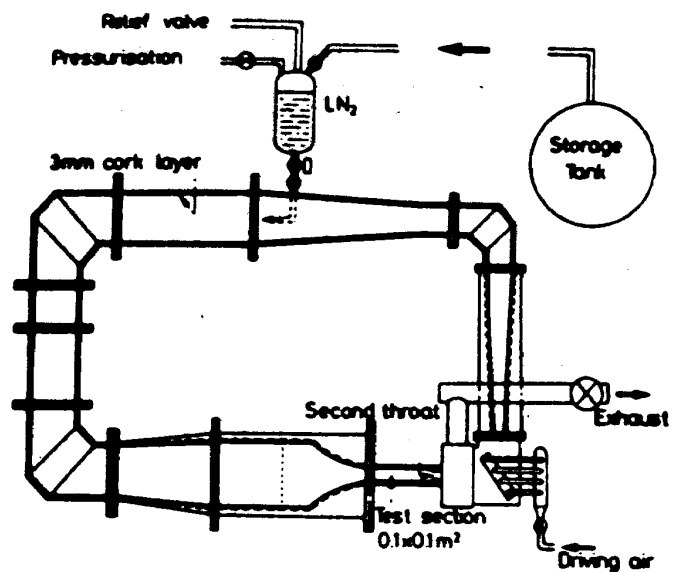 Relief valve
Pressurisation
LN₂
Storage
Tank
3mm cork layer
Second throat
Exhaust
Test section
0.1x0.1m²
Driving air